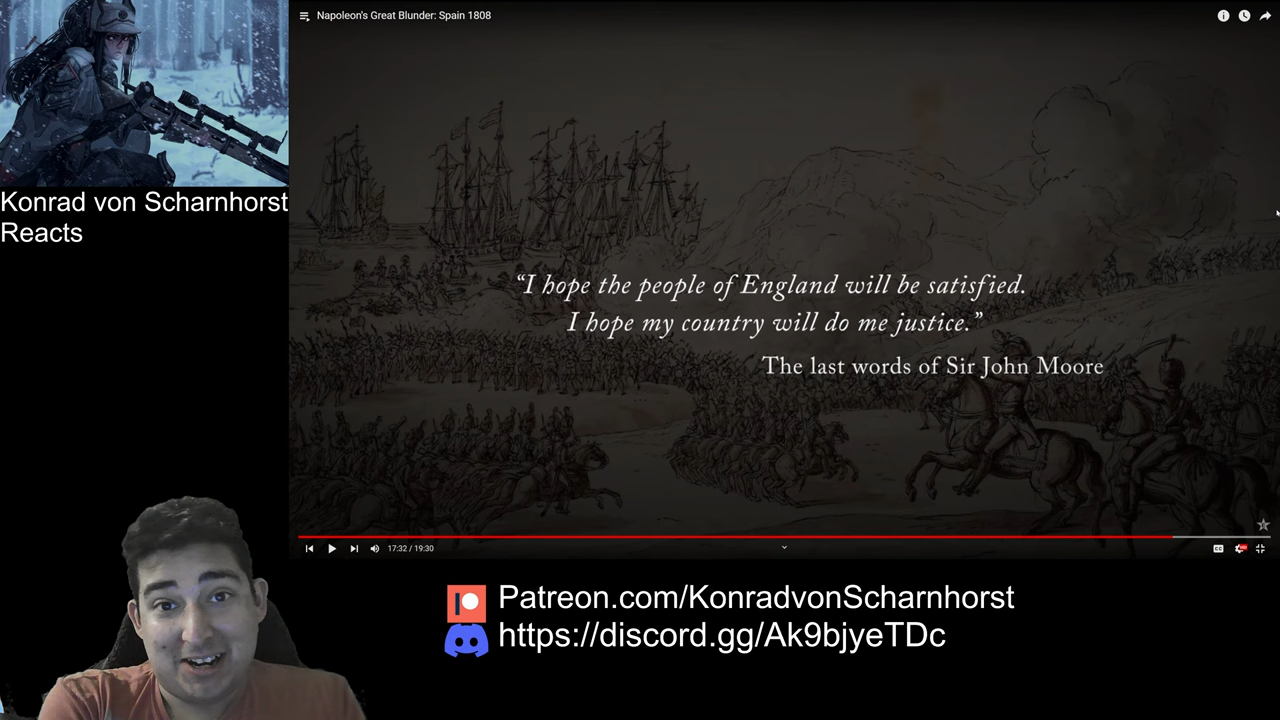 Napoleon's Great Blunder: Spain 1808
Konrad von Scharnhorst
Reacts
“I hope the people of England will be satisfied.
I hope my country will do me justice.”
The last words of Sir John Moore
17:32 / 19:30
CC
Patreon.com/KonradvonScharnhorst
https://discord.gg/Ak9bjyeTDc